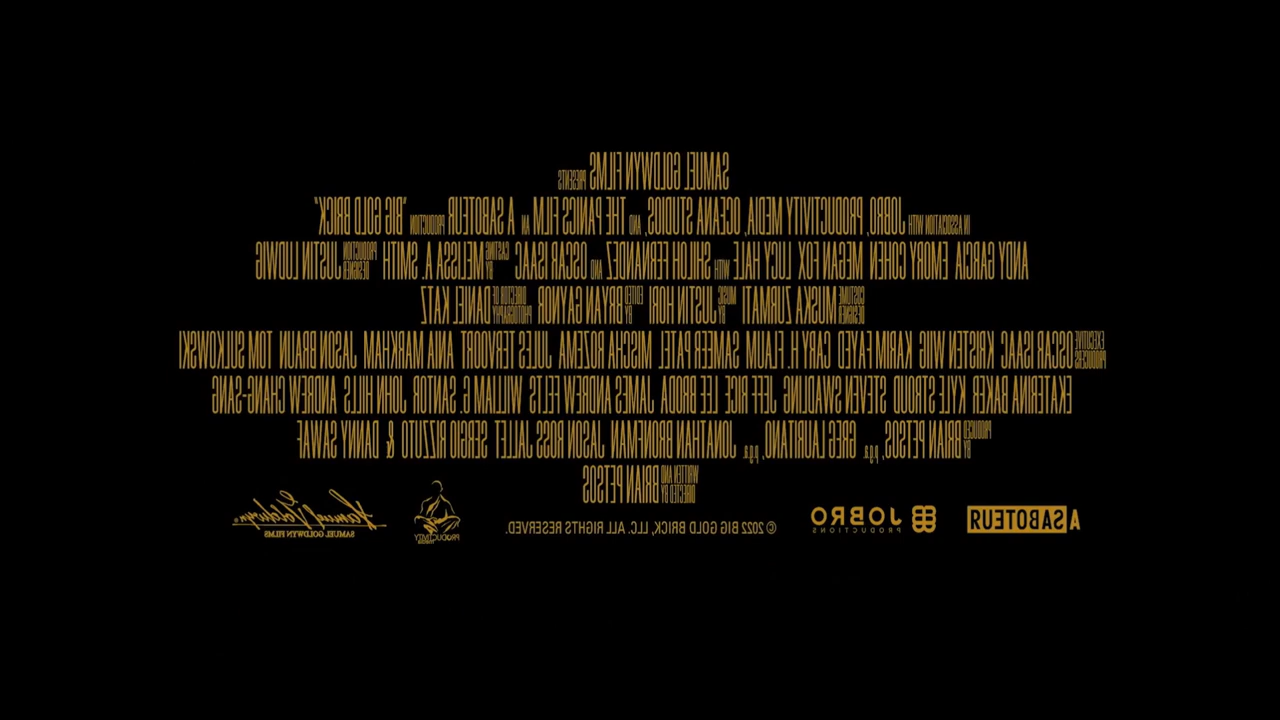 SAMUEL GOLDWYN FILMS PRESENTS
IN ASSOCIATION WITH JOBRO, PRODUCTIVITY MEDIA, OCEANA STUDIOS, AND THE PANICS FILM AN A SABOTEUR PRODUCTION "BIG GOLD BRICK"
ANDY GARCIA EMORY COHEN MEGAN FOX LUCY HALE WITH SHILOH FERNANDEZ AND OSCAR ISAAC CASTING BY MELISSA A. SMITH PRODUCTION DESIGNER JUSTIN LUDWIG
COSTUME DESIGNER MUSKA ZURMATI MUSIC BY JUSTIN HORI EDITED BY BRYAN GAYNOR DIRECTOR OF PHOTOGRAPHY DANIEL KATZ
EXECUTIVE PRODUCERS OSCAR ISAAC KRISTEN WIIG KARIM FAYED CARY H. FLAUM SAMEER PATEL MISCHA ROZEMA JULES TERVOORT ANIA MARKHAM JASON BRAUN TOM SULKOWSKI
EKATERINA BAKER KYLE STROUD STEVEN SWADLING JEFF RICE LEE BRODA JAMES ANDREW FELTS WILLIAM G. SANTOR JOHN HILLS ANDREW CHANG-SANG
PRODUCED BY BRIAN PETSOS, p.g.a. GREG LAURITANO, p.g.a. JONATHAN BRONFMAN JASON ROSS JALLET SERGIO RIZZUTO & DANNY SAWAF
WRITTEN AND DIRECTED BY BRIAN PETSOS
A SABOTEUR
JOBRO
PRODUCTIONS
© 2022 BIG GOLD BRICK, LLC. ALL RIGHTS RESERVED.
PRODUCTIVITY
MEDIA
Samuel Goldwyn
SAMUEL GOLDWYN FILMS